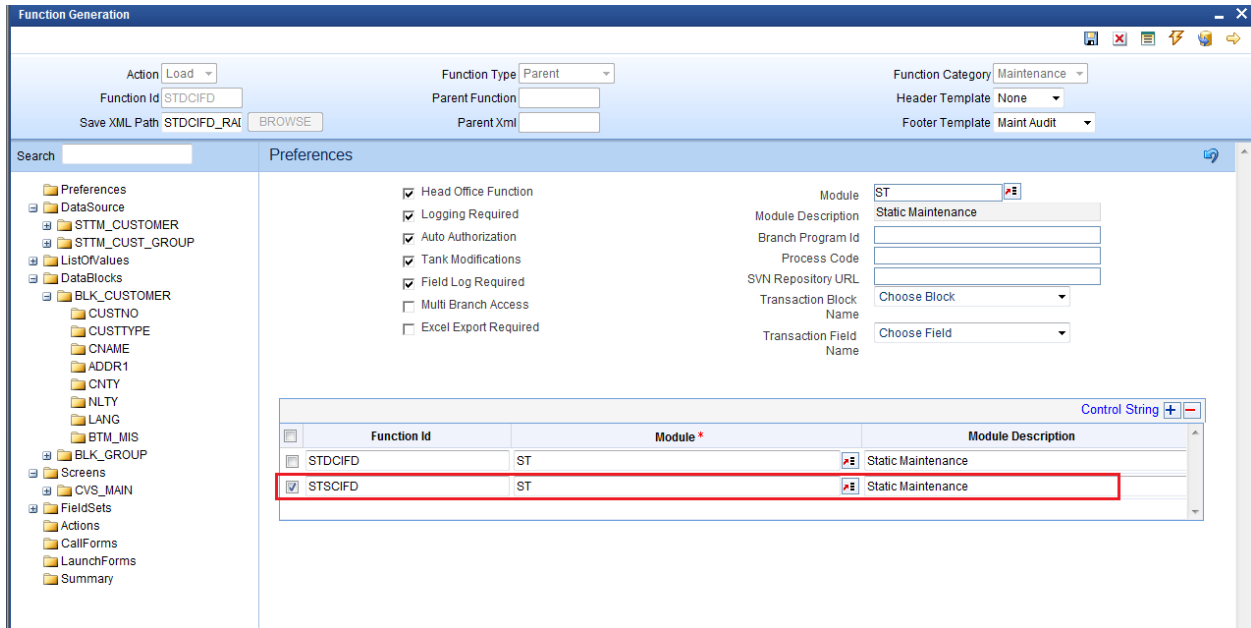 Function Generation
Action Load Function Type Parent Function Category Maintenance
Function Id STDCIFD Parent Function Header Template None
Save XML Path STDCIFD_RAD BROWSE Parent Xml Footer Template Maint Audit
Search Preferences
Preferences
DataSource
STTM_CUSTOMER
STTM_CUST_GROUP
ListOfValues
DataBlocks
BLK_CUSTOMER
CUSTNO
CUSTTYPE
CNAME
ADDR1
CNTY
NLTY
LANG
BTM_MIS
BLK_GROUP
Screens
CVS_MAIN
FieldSets
Actions
CallForms
LaunchForms
Summary
Head Office Function
Logging Required
Auto Authorization
Tank Modifications
Field Log Required
Multi Branch Access
Excel Export Required
Module ST
Module Description Static Maintenance
Branch Program Id
Process Code
SVN Repository URL
Transaction Block Choose Block
Name
Transaction Field Choose Field
Name
Control String
Function Id Module * Module Description
STDCIFD ST Static Maintenance
STSCIFD ST Static Maintenance